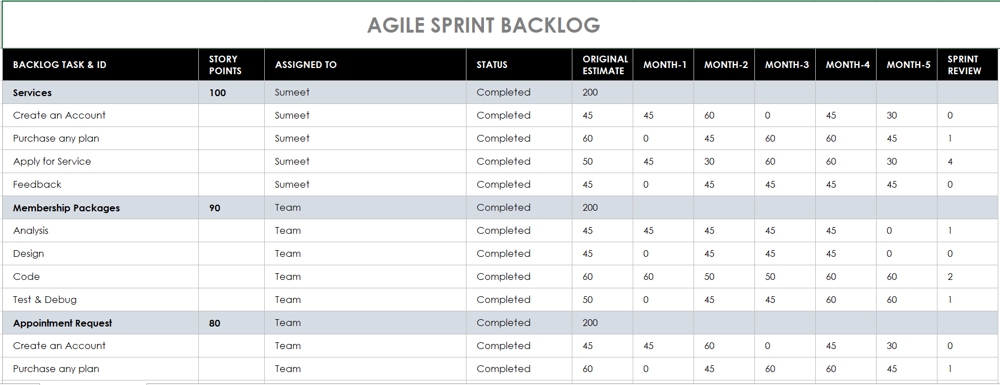 AGILE SPRINT BACKLOG
BACKLOG TASK & ID STORY POINTS ASSIGNED TO STATUS ORIGINAL ESTIMATE MONTH-1 MONTH-2 MONTH-3 MONTH-4 MONTH-5 SPRINT REVIEW
Services 100 Sumeet Completed 200
Create an Account Sumeet Completed 45 45 60 0 45 30 0
Purchase any plan Sumeet Completed 60 0 45 60 60 45 1
Apply for Service Sumeet Completed 50 45 30 60 60 30 4
Feedback Sumeet Completed 45 0 45 45 45 45 0
Membership Packages 90 Team Completed 200
Analysis Team Completed 45 45 45 45 45 0 1
Design Team Completed 45 0 45 45 45 0 0
Code Team Completed 60 60 50 50 60 60 2
Test & Debug Team Completed 50 0 45 45 60 60 1
Appointment Request 80 Team Completed 200
Create an Account Team Completed 45 45 60 0 45 30 0
Purchase any plan Team Completed 60 0 45 60 60 45 1